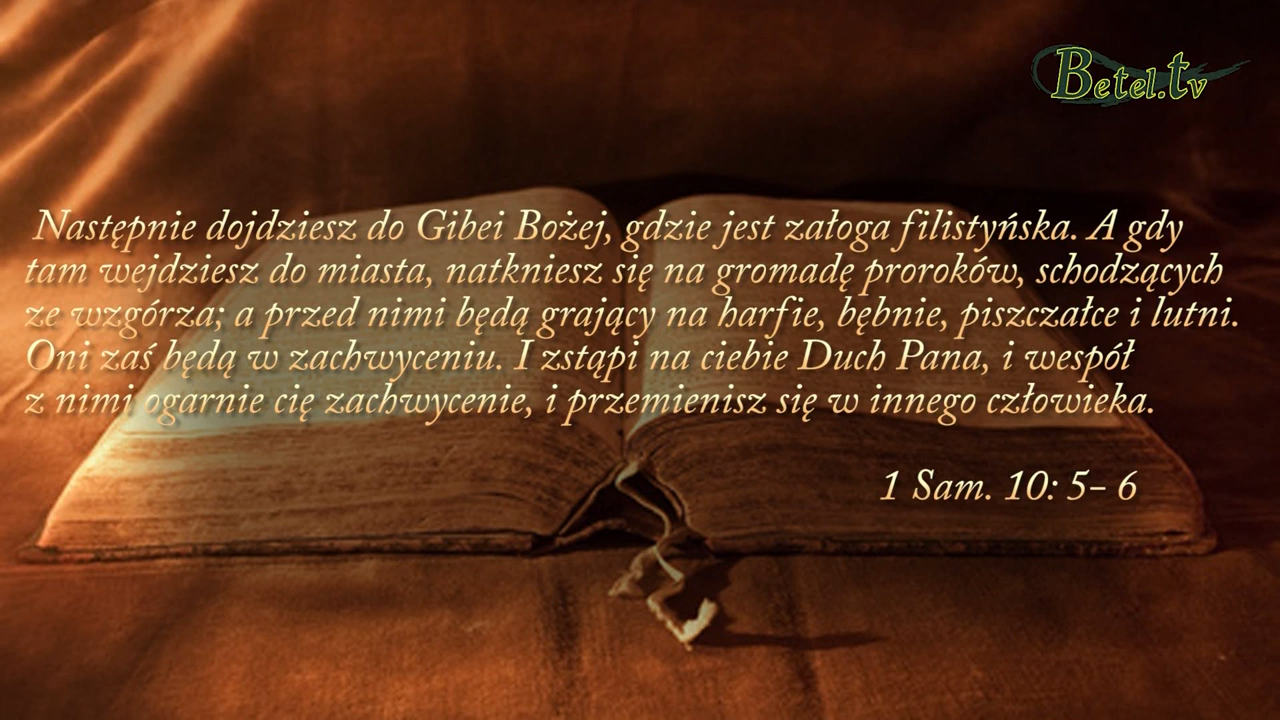 Betel.tv
Następnie dojdziesz do Gibei Bożej, gdzie jest załoga filistyńska. A gdy
tam wejdziesz do miasta, natkniesz się na gromadę proroków, schodzących
ze wzgórza; a przed nimi będą grający na harfie, bębnie, piszczałce i lutni.
Oni zaś będą w zachwyceniu. I zstąpi na ciebie Duch Pana, i wespół
z nimi ogarnie cię zachwycenie, i przemienisz się w innego człowieka.
1 Sam. 10: 5- 6